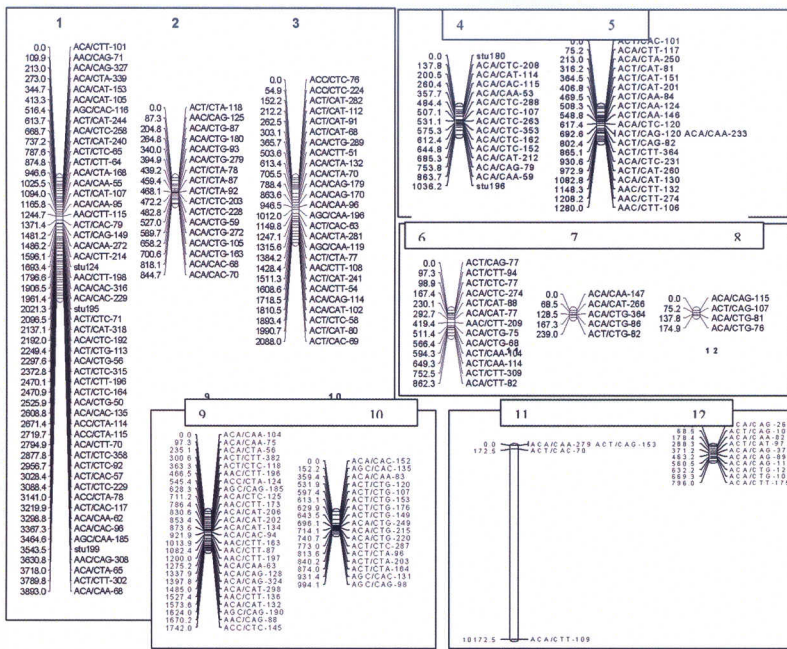 1
0.0 ACA/CTT-101
109.9 AAC/CAG-71
213.0 ACA/CAG-327
273.0 ACA/CTA-339
344.7 ACA/CAT-153
413.3 ACA/CAT-105
516.4 AGC/CAC-244
613.7 ACT/CAT-244
668.7 ACA/CTC-258
737.2 ACT/CAT-240
787.6 ACT/CTC-65
874.8 ACT/CTT-64
946.6 ACA/CTA-168
1025.5 ACA/CAA-55
1094.0 ACT/CAT-107
1165.8 ACA/CAA-95
1244.7 AAC/CTT-115
1371.4 ACT/CAC-79
1481.2 ACT/CAG-149
1486.2 ACA/CAA-272
1596.1 ACA/CTT-214
1693.4 stu124
1796.6 AAC/CTT-198
1906.5 ACA/CAC-316
1961.4 ACA/CAC-229
2021.3 stu195
2096.5 ACT/CTC-71
2137.1 ACT/CAT-318
2192.0 ACA/CTC-192
2249.4 ACT/CTG-113
2297.6 ACA/CTG-56
2372.8 ACT/CTC-315
2470.1 ACT/CTT-196
2470.9 ACT/CTC-164
2525.9 ACA/CTG-50
2608.8 ACA/CAC-135
2671.4 ACC/CTA-114
2719.7 ACC/CTA-115
2794.9 ACA/CTT-70
2877.8 ACT/CTC-358
2956.7 ACA/CTC-92
3028.4 ACT/CAC-57
3088.4 ACT/CTC-229
3141.0 ACC/CTA-78
3219.9 ACT/CAC-117
3298.8 ACA/CAA-62
3367.3 ACA/CAC-96
3464.6 AGC/CAA-185
3543.5 stu199
3630.8 AAC/CAG-308
3718.0 ACA/CTA-65
3789.8 ACT/CTT-302
3893.0 ACA/CAA-68
2
0.0 ACT/CTA-118
87.3 AAC/CAG-125
204.8 ACA/CTG-87
264.8 ACA/CTG-180
340.0 ACA/CTG-93
394.9 ACA/CTG-279
439.2 ACT/CTA-78
459.4 ACT/CTA-87
468.1 ACT/CTA-92
472.2 ACT/CTC-203
482.8 ACT/CTC-228
527.0 ACA/CTG-59
589.7 ACA/CTG-272
658.2 ACA/CTG-105
700.6 ACA/CTG-163
818.1 ACA/CAC-68
844.7 ACA/CAC-70
3
0.0 ACC/CTC-76
54.9 ACC/CTC-224
152.2 ACT/CAT-282
212.2 ACT/CAT-112
262.5 ACT/CAT-91
303.1 ACT/CAT-68
365.7 ACA/CTG-289
503.6 ACA/CTT-51
613.4 ACA/CTA-132
705.5 ACA/CTA-70
788.4 ACA/CAG-179
863.6 ACA/CAG-170
946.5 ACA/CAA-96
1012.0 AGC/CAA-196
1149.8 ACT/CAC-63
1247.1 ACA/CTA-281
1315.6 AGC/CAA-119
1384.2 ACT/CTA-77
1428.4 ACA/CTT-108
1511.3 ACT/CAT-241
1608.6 ACT/CTT-54
1718.5 ACA/CAG-114
1810.5 ACA/CAT-102
1893.4 ACT/CTC-58
1990.7 ACT/CAT-80
2088.0 ACT/CAC-69
4
0.0 stu180
137.8 ACA/CTC-208
200.5 ACA/CAT-114
260.4 ACA/CTC-115
357.7 ACA/CAA-53
484.4 ACA/CTC-288
507.1 ACA/CTC-107
531.1 ACA/CTC-263
575.3 ACA/CTC-353
612.4 ACA/CTC-162
644.8 ACA/CTC-152
685.3 ACA/CAT-212
753.8 ACA/CAG-79
863.7 ACA/CAA-59
1036.2 stu196
5
0.0 ACT/CAC-101
75.2 ACA/CTT-117
213.1 ACA/CTA-250
316.2 ACT/CAT-81
364.5 ACA/CAT-151
406.8 ACA/CAT-201
469.5 ACA/CAA-84
508.3 ACT/CAA-124
548.8 ACT/CAA-146
617.4 ACA/CTC-120
692.6 ACT/CAG-120 ACA/CAA-233
802.4 ACT/CAG-82
865.1 ACT/CTT-364
930.6 ACA/CTC-231
972.9 ACT/CAT-260
1082.8 ACA/CAT-130
1148.3 AAC/CTT-132
1208.2 AAC/CTT-274
1280.0 AAC/CTT-106
6
0.0 ACT/CAG-77
97.3 ACT/CTT-94
98.9 ACT/CTC-77
167.4 ACA/CTC-274
230.1 ACT/CAT-88
292.7 ACA/CAT-77
419.4 AAC/CTT-209
511.4 ACA/CTG-75
566.4 ACA/CAG-68
594.3 ACT/CAA-104
649.3 ACT/CAA-114
752.5 ACT/CTT-309
862.3 ACA/CTT-82
7
0.0 ACA/CAA-147
68.5 ACA/CAT-266
128.5 ACA/CTG-364
167.3 ACA/CTG-86
239.0 ACT/CTG-82
8
0.0 ACA/CAG-115
75.2 ACT/CAG-107
137.8 ACA/CTG-81
174.9 ACA/CTG-76
12
9
10
9
0.0 ACA/CAA-104
97.3 ACA/CAA-75
235.1 ACA/CTA-56
300.6 ACA/CTT-382
363.3 ACT/CTC-118
466.5 AAC/CTT-196
545.4 ACC/CTA-124
628.3 AGC/CAG-185
711.2 ACA/CTC-125
786.4 ACA/CTT-173
830.6 ACA/CAT-206
853.4 ACA/CAT-202
873.6 ACA/CAT-134
921.9 ACA/CAC-94
1013.9 AAC/CTT-163
1082.4 AAC/CTT-87
1200.0 AAC/CTT-197
1275.2 ACA/CAA-63
1337.9 ACA/CAG-128
1397.8 ACA/CAG-324
1485.0 ACA/CAT-298
1527.4 AAC/CTT-136
1573.6 ACA/CAT-132
1624.0 AGC/CAG-190
1670.2 AAC/CAG-88
1742.0 ACC/CTC-145
10
0.0 ACA/CAC-152
152.2 AGC/CAC-135
359.4 ACA/CAA-83
531.9 ACT/CTG-120
597.4 ACT/CTG-107
613.1 ACT/CTG-153
629.9 ACA/CTG-176
643.5 ACT/CTG-149
696.1 ACA/CTG-249
714.1 ACA/CTG-215
740.7 ACA/CTG-220
773.0 ACA/CTC-287
813.6 ACT/CTA-96
840.2 ACT/CTA-203
874.0 ACT/CTA-184
931.4 AGC/CAC-131
994.1 AGC/CAG-98
11
0.0 ACA/CAA-279 ACT/CAG-153
172.5 ACT/CAC-70
10172.5 ACA/CTT-109
12